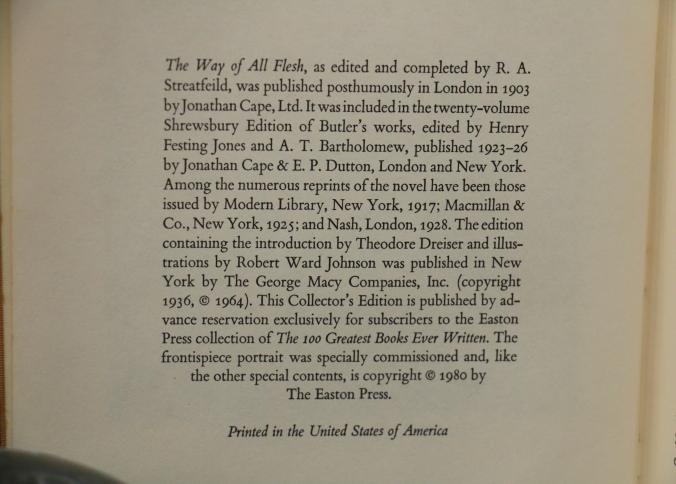 The Way of All Flesh, as edited and completed by R. A.
Streatfeild, was published posthumously in London in 1903
by Jonathan Cape, Ltd. It was included in the twenty-volume
Shrewsbury Edition of Butler's works, edited by Henry
Festing Jones and A. T. Bartholomew, published 1923–26
by Jonathan Cape & E. P. Dutton, London and New York.
Among the numerous reprints of the novel have been those
issued by Modern Library, New York, 1917; Macmillan &
Co., New York, 1925; and Nash, London, 1928. The edition
containing the introduction by Theodore Dreiser and illus-
trations by Robert Ward Johnson was published in New
York by The George Macy Companies, Inc. (copyright
1936, © 1964). This Collector's Edition is published by ad-
vance reservation exclusively for subscribers to the Easton
Press collection of The 100 Greatest Books Ever Written. The
frontispiece portrait was specially commissioned and, like
the other special contents, is copyright © 1980 by
The Easton Press.
Printed in the United States of America